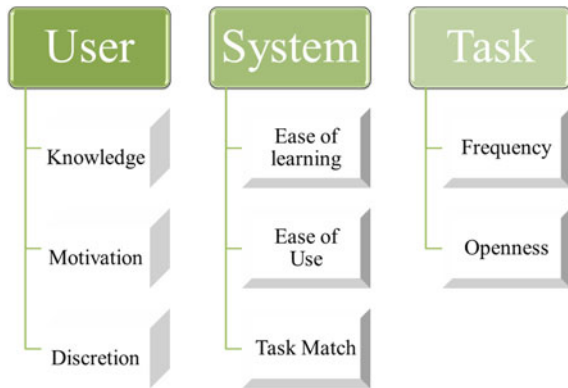 User
Knowledge
Motivation
Discretion
System
Ease of
learning
Ease of
Use
Task Match
Task
Frequency
Openness